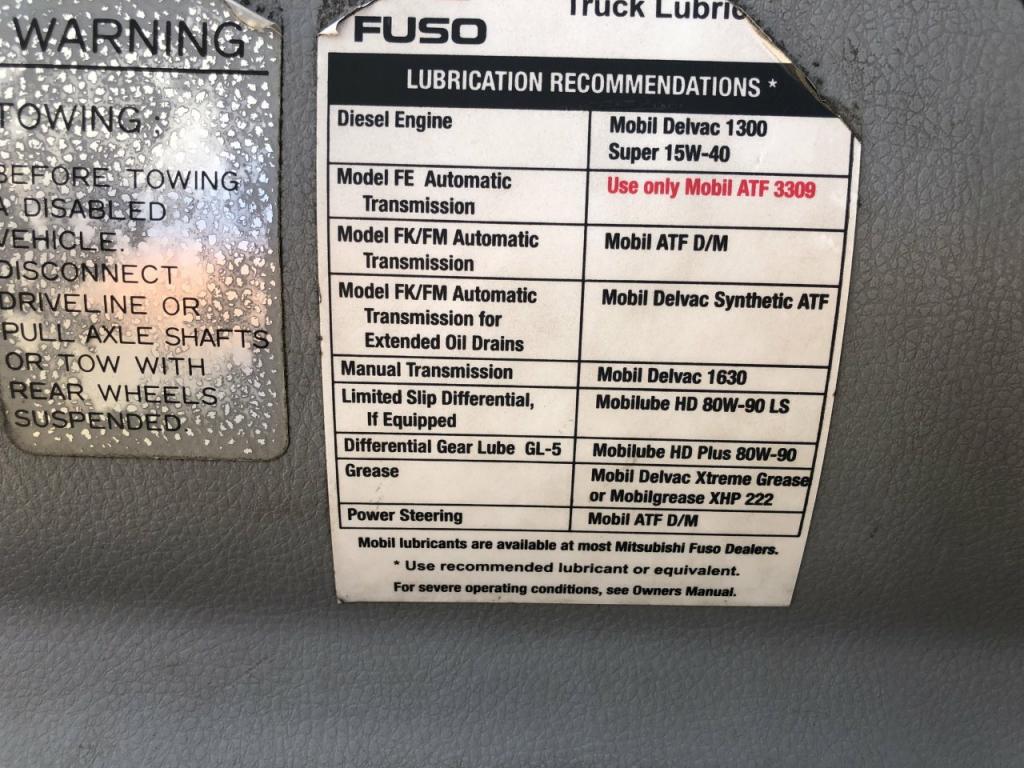 WARNING
TOWING:
BEFORE TOWING
A DISABLED
VEHICLE.
DISCONNECT
DRIVELINE OR
PULL AXLE SHAFTS
OR TOW WITH
REAR WHEELS
SUSPENDED.
Truck
FUSO
LUBRICATION RECOMMENDATIONS *
Diesel Engine
Mobil Delvac 1300
Super 15W-40
Model FE Automatic
Transmission
Use only Mobil ATF 3309
Model FK/FM Automatic
Transmission
Mobil ATF D/M
Model FK/FM Automatic
Transmission for
Extended Oil Drains
Mobil Delvac Synthetic ATF
Manual Transmission
Mobil Delvac 1630
Limited Slip Differential,
If Equipped
Mobilube HD 80W-90 LS
Differential Gear Lube GL-5
Mobilube HD Plus 80W-90
Grease
Mobil Delvac Xtreme Grease
or Mobilgrease XHP 222
Power Steering
Mobil ATF D/M
Mobil lubricants are available at most Mitsubishi Fuso Dealers.
* Use recommended lubricant or equivalent.
For severe operating conditions, see Owners Manual.